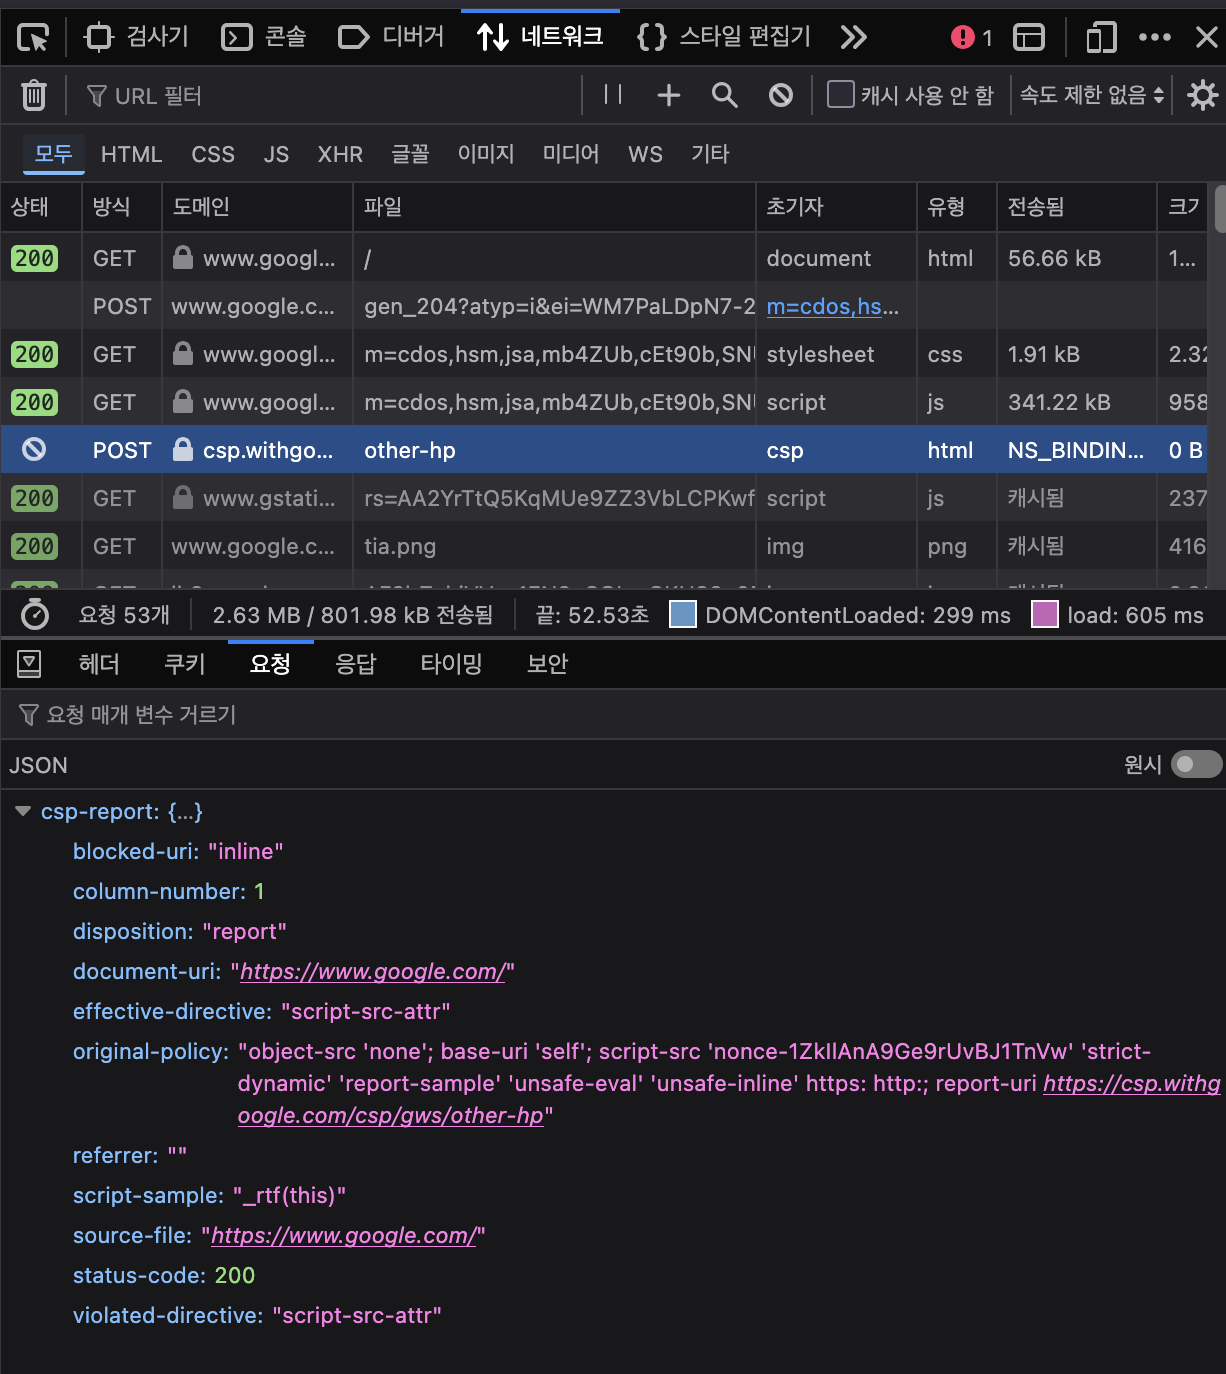 검사기 콘솔 디버거 네트워크 스타일 편집기 1
URL 필터 캐시 사용 안 함 속도 제한 없음
모두 HTML CSS JS XHR 글꼴 이미지 미디어 WS 기타
상태 방식 도메인 파일 초기자 유형 전송됨 크기
200 GET www.googl... / document html 56.66 kB 1...
POST www.google.c... gen_204?atyp=i&ei=WM7PaLDpN7-2 m=cdos,hs...
200 GET www.googl... m=cdos,hsm,jsa,mb4ZUb,cEt90b,SN stylesheet css 1.91 kB 2.32
200 GET www.googl... m=cdos,hsm,jsa,mb4ZUb,cEt90b,SN script js 341.22 kB 958
POST csp.withgo... other-hp csp html NS_BINDIN... 0 B
200 GET www.gstati... rs=AA2YrTtQ5KqMUe9ZZ3VbLCPKwf script js 캐시됨 237
200 GET www.google.c... tia.png img png 캐시됨 416
요청 53개 2.63 MB / 801.98 kB 전송됨 끝: 52.53초 DOMContentLoaded: 299 ms load: 605 ms
헤더 쿠키 요청 응답 타이밍 보안
요청 매개 변수 거르기
JSON 원시
csp-report: {...}
blocked-uri: "inline"
column-number: 1
disposition: "report"
document-uri: "https://www.google.com/"
effective-directive: "script-src-attr"
original-policy: "object-src 'none'; base-uri 'self'; script-src 'nonce-1ZkIlAnA9Ge9rUvBJ1TnVw' 'strict-
dynamic' 'report-sample' 'unsafe-eval' 'unsafe-inline' https: http:; report-uri https://csp.withg
oogle.com/csp/gws/other-hp"
referrer: ""
script-sample: "_rtf(this)"
source-file: "https://www.google.com/"
status-code: 200
violated-directive: "script-src-attr"